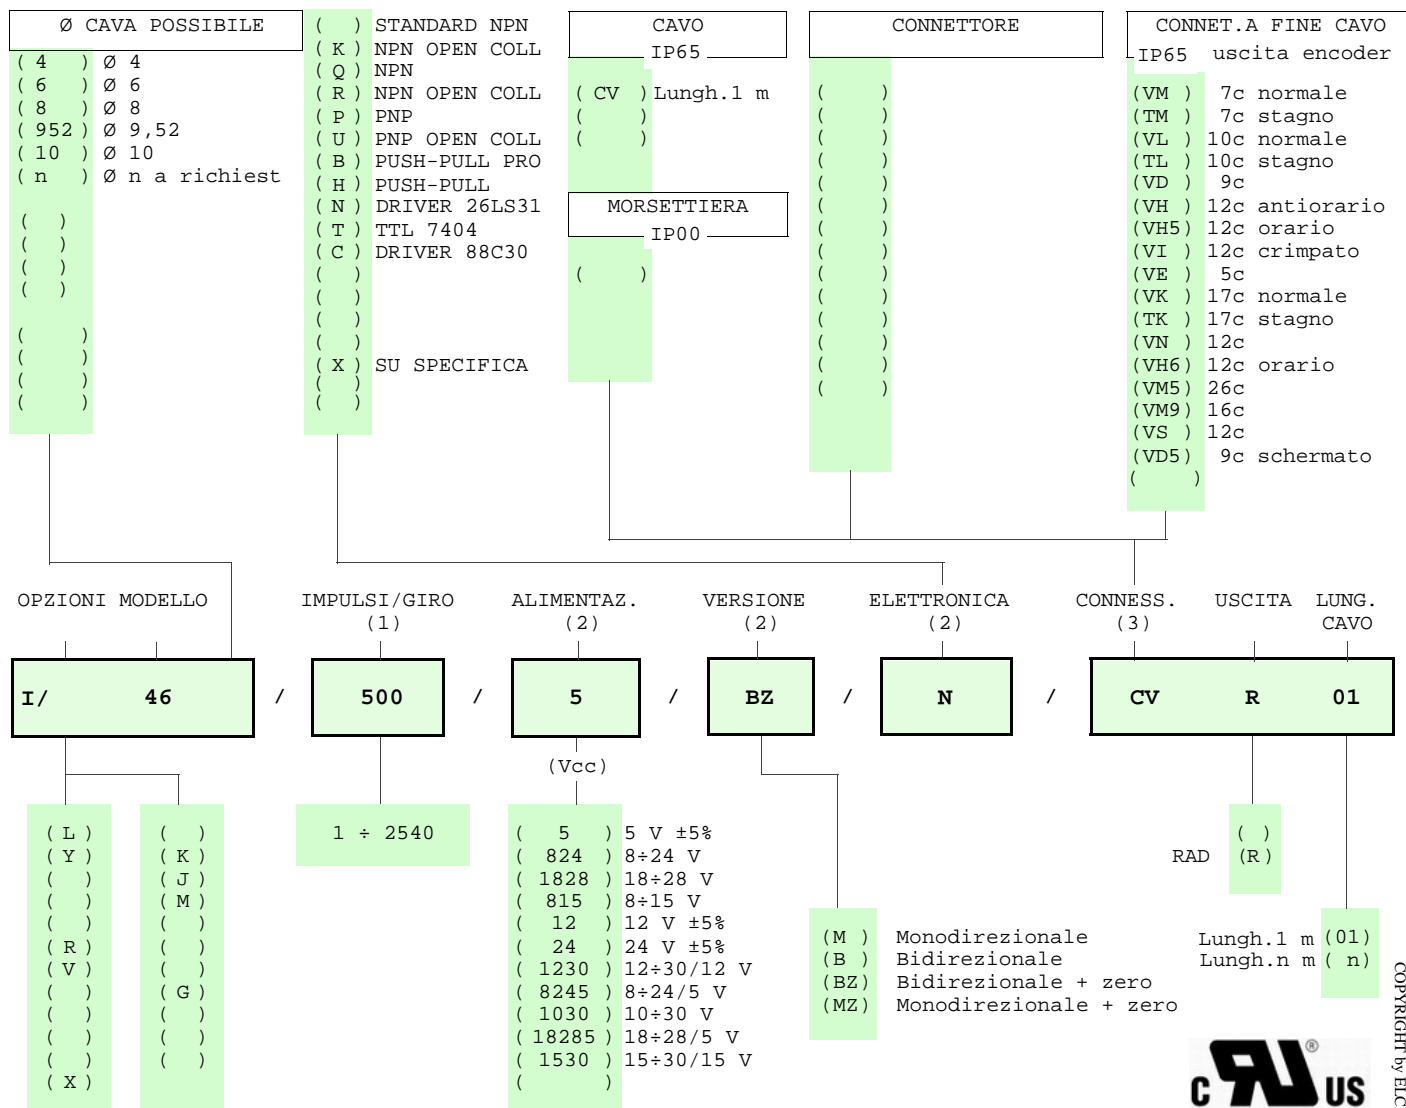 Ø CAVA POSSIBILE
( 4 ) Ø 4
( 6 ) Ø 6
( 8 ) Ø 8
( 952 ) Ø 9,52
( 10 ) Ø 10
( n ) Ø n a richiest
( )
( )
( )
( )
( )
( )
( )
( )
( ) STANDARD NPN
( K ) NPN OPEN COLL
( Q ) NPN
( R ) NPN OPEN COLL
( P ) PNP
( U ) PNP OPEN COLL
( B ) PUSH-PULL PRO
( H ) PUSH-PULL
( N ) DRIVER 26LS31
( T ) TTL 7404
( C ) DRIVER 88C30
( )
( )
( )
( )
( X ) SU SPECIFICA
( )
( )
CAVO
IP65
( CV ) Lungh.1 m
( )
( )
MORSETTIERA
IP00
( )
CONNETTORE
( )
( )
( )
( )
( )
( )
( )
( )
( )
( )
( )
( )
( )
( )
CONNET.A FINE CAVO
IP65 uscita encoder
(VM ) 7c normale
(TM ) 7c stagno
(VL ) 10c normale
(TL ) 10c stagno
(VD ) 9c
(VH ) 12c antiorario
(VH5) 12c orario
(VI ) 12c crimpato
(VE ) 5c
(VK ) 17c normale
(TK ) 17c stagno
(VN ) 12c
(VH6) 12c orario
(VM5) 26c
(VM9) 16c
(VS ) 12c
(VD5) 9c schermato
( )
OPZIONI MODELLO IMPULSI/GIRO ALIMENTAZ. VERSIONE ELETTRONICA CONNESS. USCITA LUNG.
(1) (2) (2) (2) (3) CAVO
I/ 46 / 500 / 5 / BZ / N / CV R 01
(Vcc)
( L )
( Y )
( )
( )
( )
( R )
( V )
( )
( )
( )
( )
( X )
( )
( K )
( J )
( M )
( )
( )
( )
( G )
( )
( )
( )
1 ÷ 2540
( 5 ) 5 V ±5%
( 824 ) 8÷24 V
( 1828 ) 18÷28 V
( 815 ) 8÷15 V
( 12 ) 12 V ±5%
( 24 ) 24 V ±5%
( 1230 ) 12÷30/12 V
( 8245 ) 8÷24/5 V
( 1030 ) 10÷30 V
( 18285 ) 18÷28/5 V
( 1530 ) 15÷30/15 V
( )
(M ) Monodirezionale
(B ) Bidirezionale
(BZ) Bidirezionale + zero
(MZ) Monodirezionale + zero
( )
RAD (R)
Lungh.1 m (01)
Lungh.n m ( n)
C RU ® US
COPYRIGHT by ELC